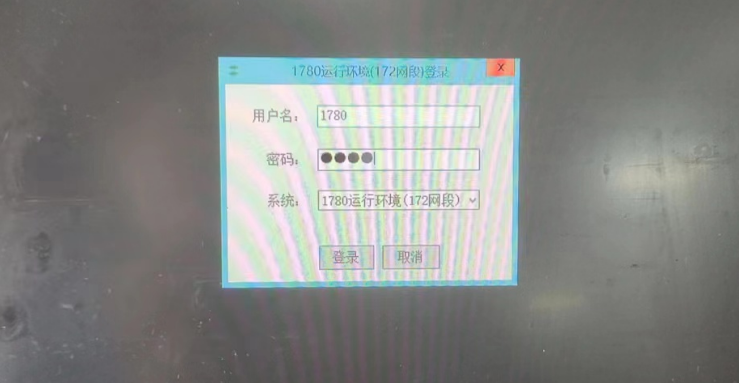 1780运行环境(172网段)登录 X
用户名: 1780
密码: ●●●●
系统: 1780运行环境(172网段)
登录 取消